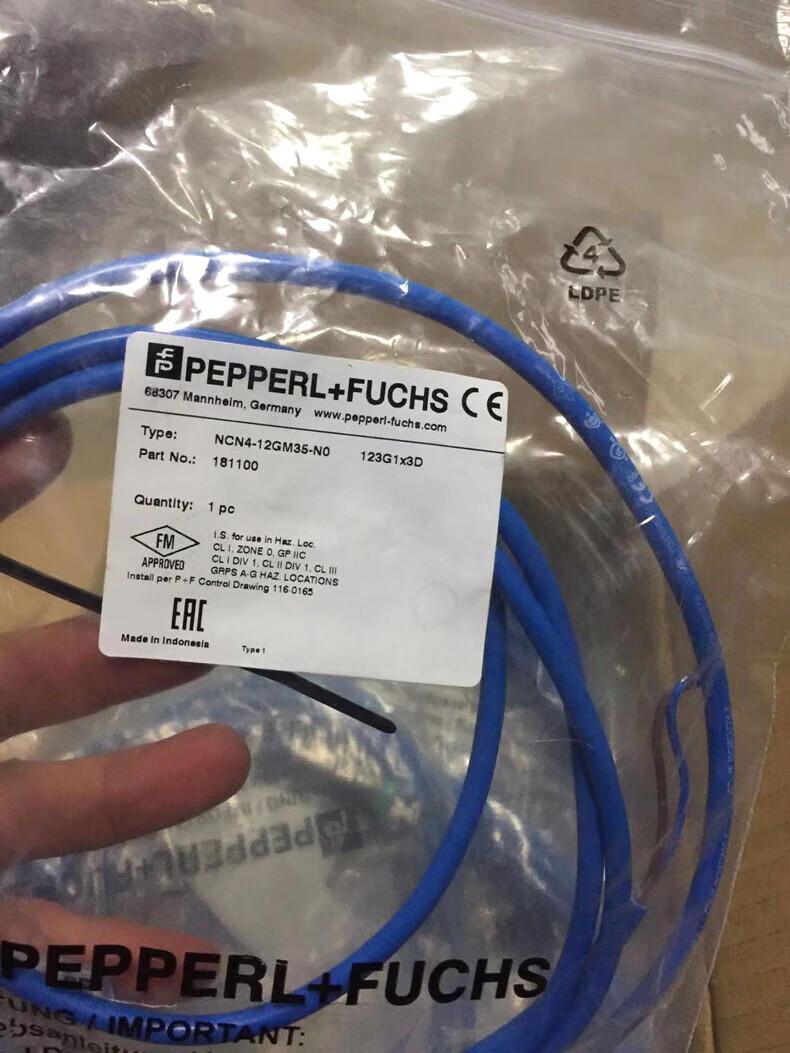 4
LDPE
PEPPERL+FUCHS CE
68307 Mannheim, Germany www.pepperl-fuchs.com
Type: NCN4-12GM35-N0 123G1x3D
Part No.: 181100
Quantity: 1 pc
FM
APPROVED
I.S. for use in Haz. Loc.
CL I, ZONE 0, GP IIC
CL I DIV 1, CL II DIV 1, CL III
GRPS A-G HAZ. LOCATIONS
Install per P+F Control Drawing 116-0165
EAC
Made in Indonesia Type 1
PEPPERL+FUCHS
PEPPERL+FUCHS
/ IMPORTANT: